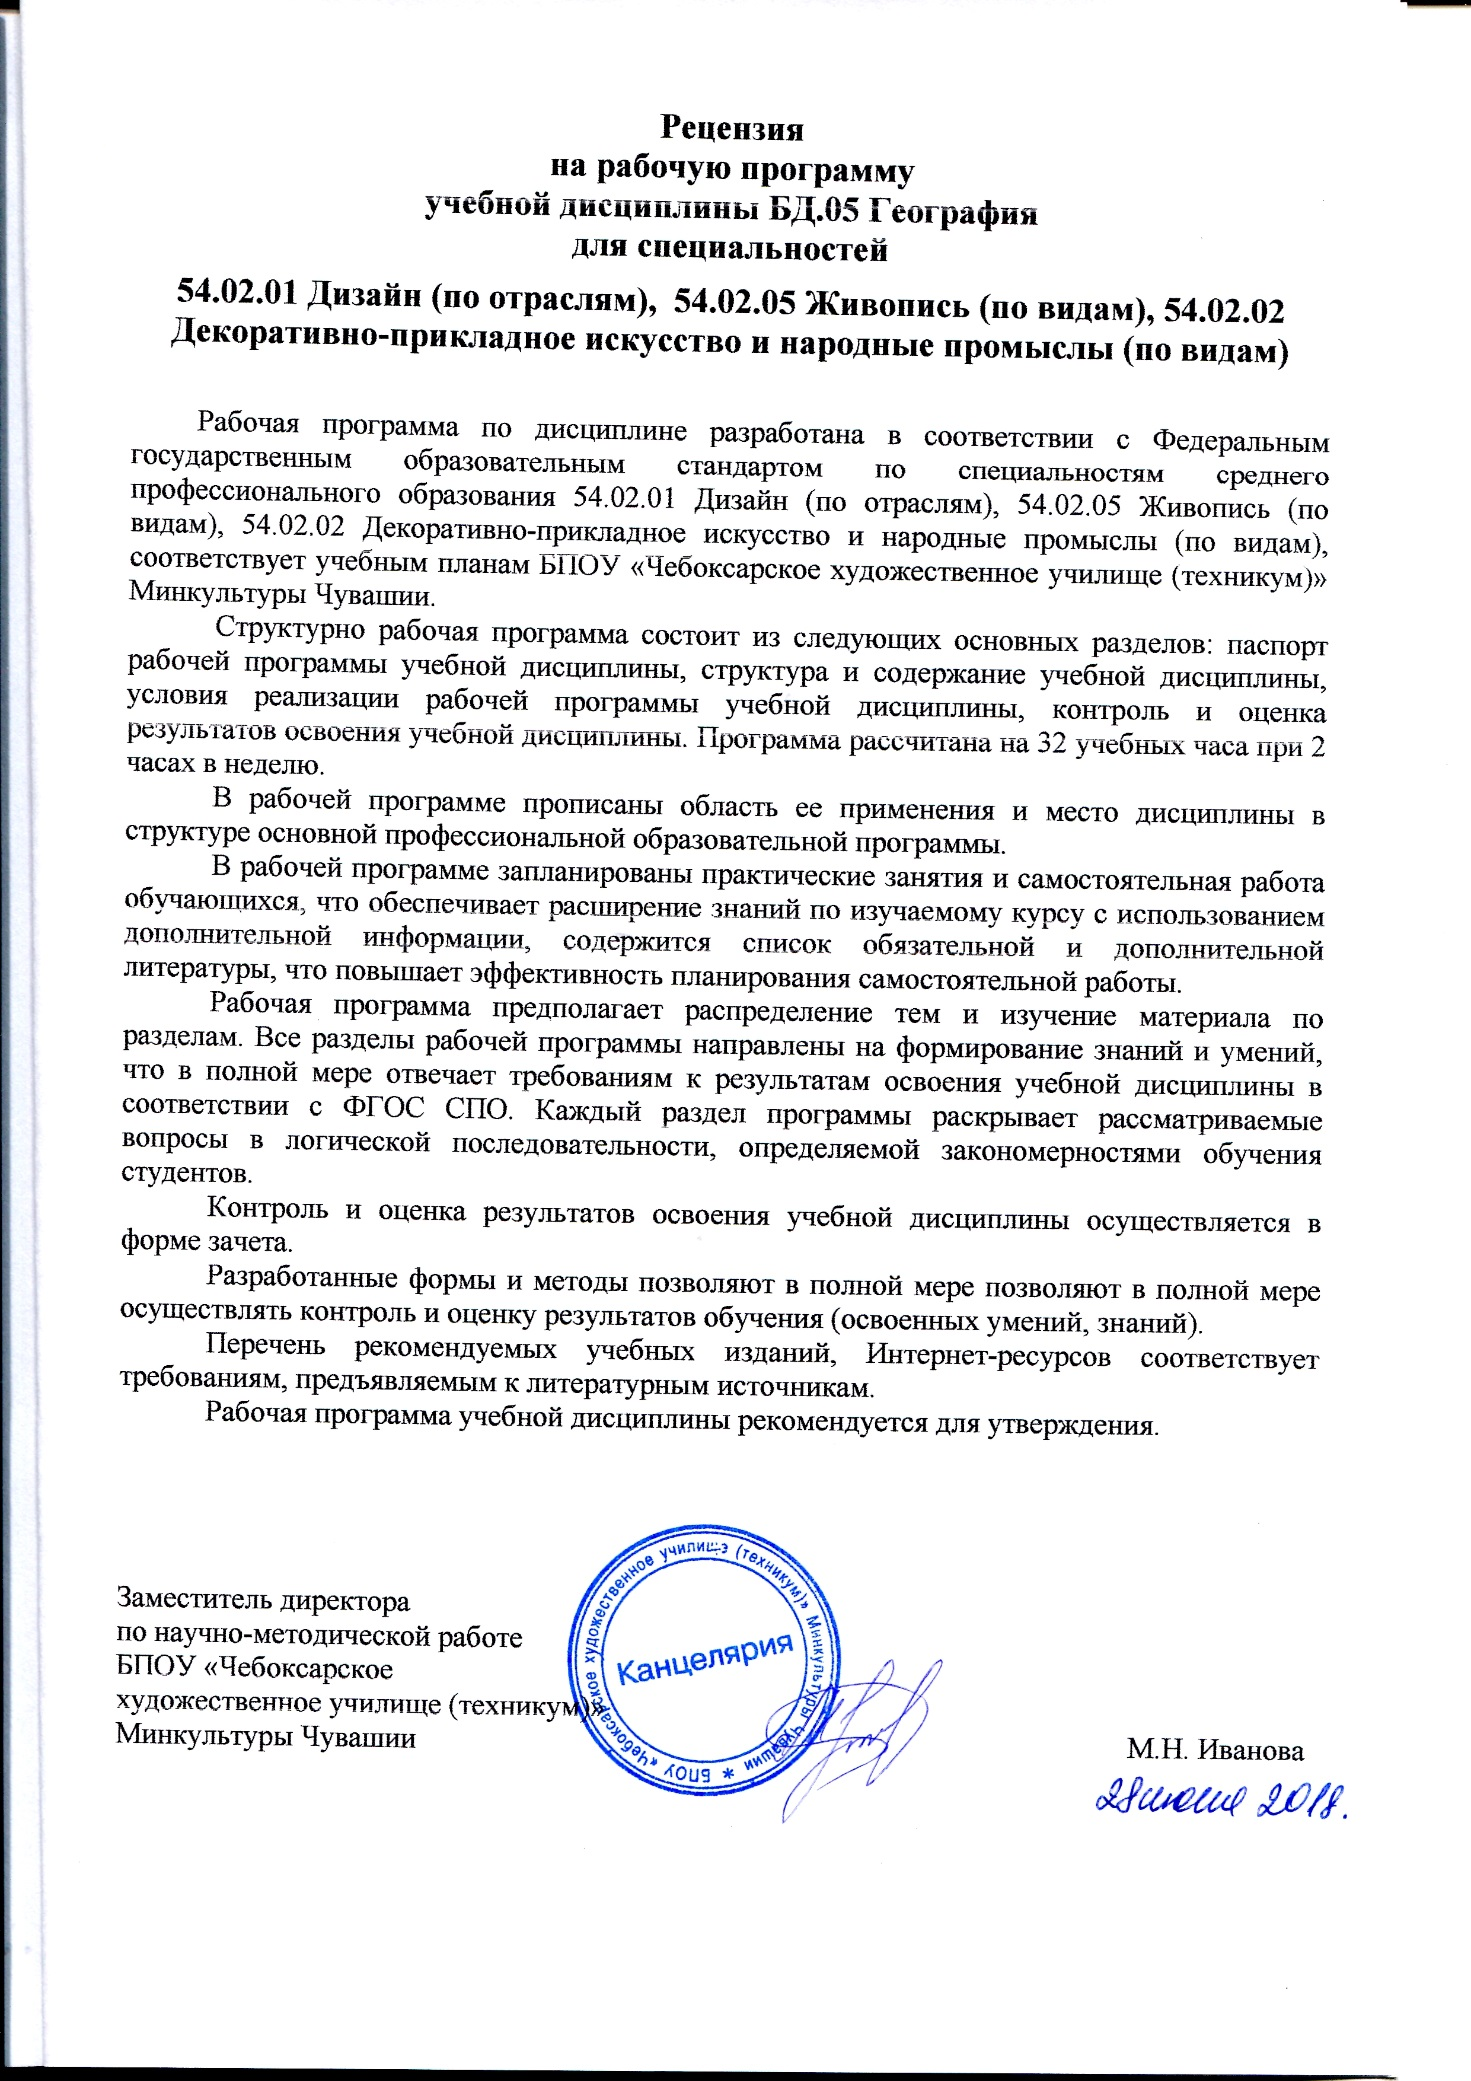 Рецензия
на рабочую программу
учебной дисциплины БД.05 География
для специальностей
54.02.01 Дизайн (по отраслям), 54.02.05 Живопись (по видам), 54.02.02
Декоративно-прикладное искусство и народные промыслы (по видам)
Рабочая программа по дисциплине разработана в соответствии с Федеральным
государственным образовательным стандартом по специальностям среднего
профессионального образования 54.02.01 Дизайн (по отраслям), 54.02.05 Живопись (по
видам), 54.02.02 Декоративно-прикладное искусство и народные промыслы (по видам),
соответствует учебным планам БПОУ «Чебоксарское художественное училище (техникум)»
Минкультуры Чувашии.
Структурно рабочая программа состоит из следующих основных разделов: паспорт
рабочей программы учебной дисциплины, структура и содержание учебной дисциплины,
условия реализации рабочей программы учебной дисциплины, контроль и оценка
результатов освоения учебной дисциплины. Программа рассчитана на 32 учебных часа при 2
часах в неделю.
В рабочей программе прописаны область ее применения и место дисциплины в
структуре основной профессиональной образовательной программы.
В рабочей программе запланированы практические занятия и самостоятельная работа
обучающихся, что обеспечивает расширение знаний по изучаемому курсу с использованием
дополнительной информации, содержится список обязательной и дополнительной
литературы, что повышает эффективность планирования самостоятельной работы.
Рабочая программа предполагает распределение тем и изучение материала по
разделам. Все разделы рабочей программы направлены на формирование знаний и умений,
что в полной мере отвечает требованиям к результатам освоения учебной дисциплины в
соответствии с ФГОС СПО. Каждый раздел программы раскрывает рассматриваемые
вопросы в логической последовательности, определяемой закономерностями обучения
студентов.
Контроль и оценка результатов освоения учебной дисциплины осуществляется в
форме зачета.
Разработанные формы и методы позволяют в полной мере позволяют в полной мере
осуществлять контроль и оценку результатов обучения (освоенных умений, знаний).
Перечень рекомендуемых учебных изданий, Интернет-ресурсов соответствует
требованиям, предъявляемым к литературным источникам.
Рабочая программа учебной дисциплины рекомендуется для утверждения.
Заместитель директора
по научно-методической работе
БПОУ «Чебоксарское
художественное училище (техникум)»
Минкультуры Чувашии
БПОУ «Чебоксарское художественное училище (техникум)» Минкультуры Чувашии *
Канцелярия
М.Н. Иванова
28 июня 2018.